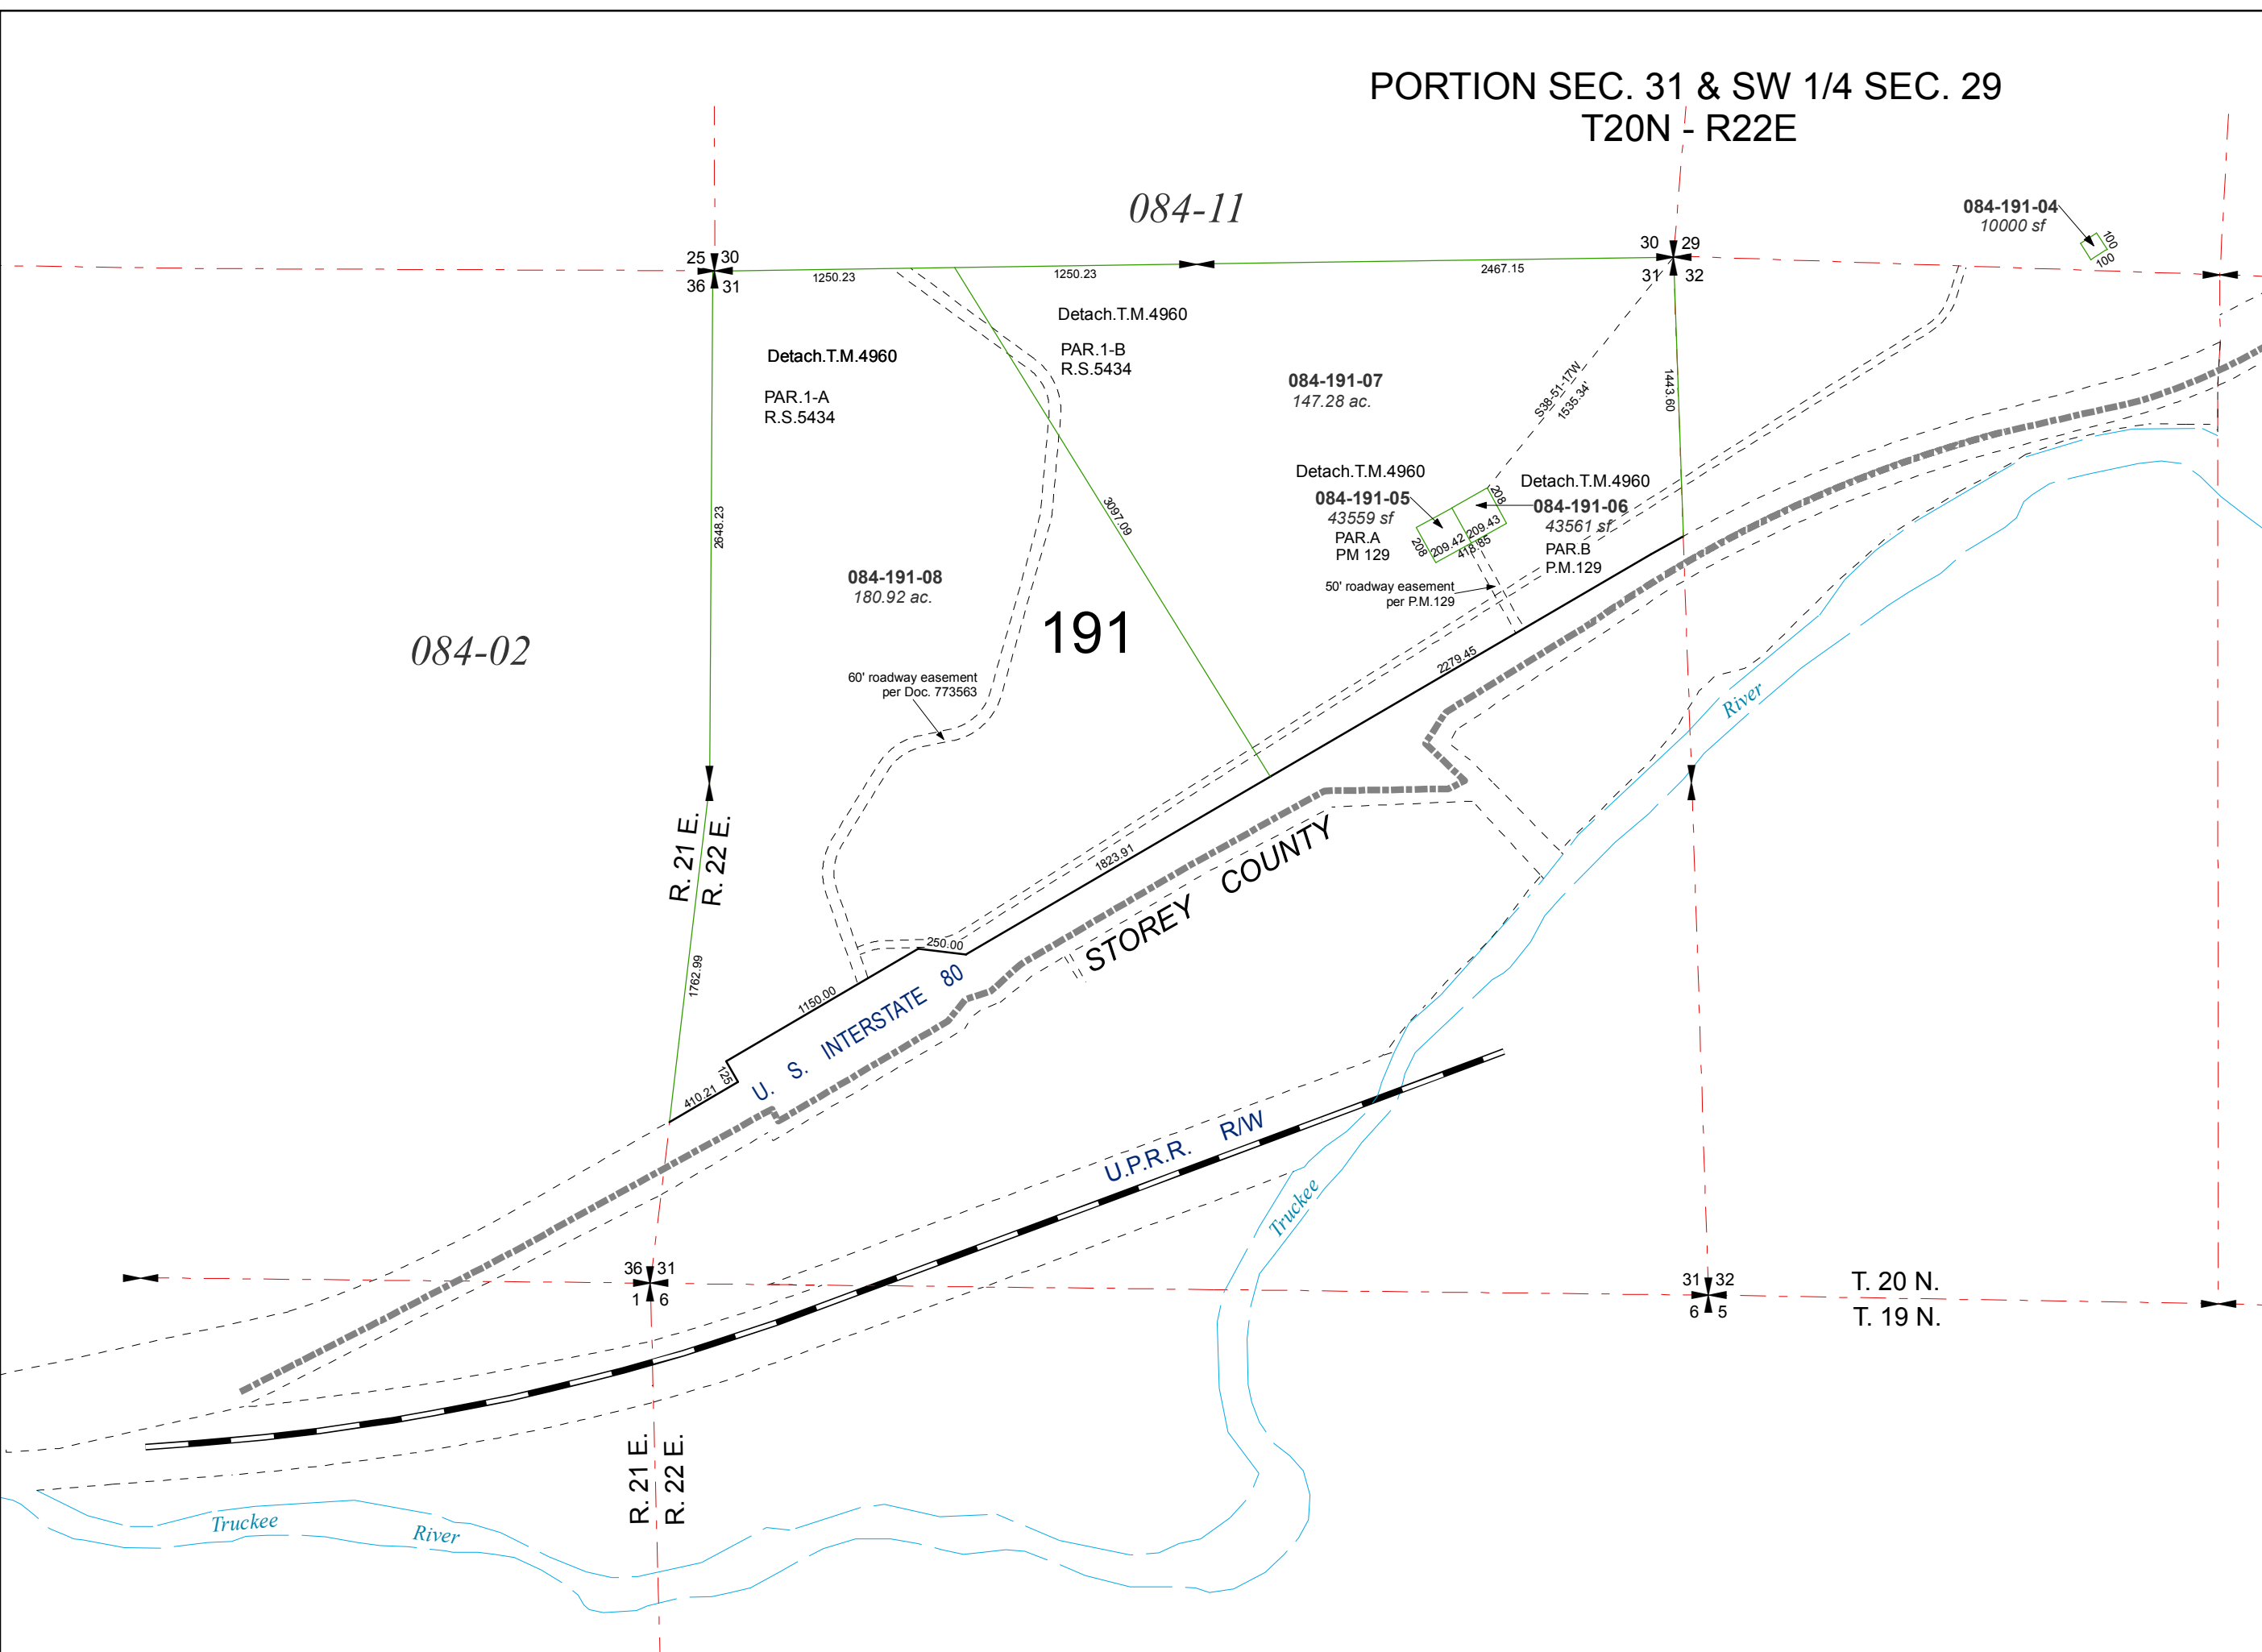 PORTION SEC. 31 & SW 1/4 SEC. 29
T20N - R22E
084-11
084-191-04
10000 sf
100
100
25 30
36 31
30 29
31 32
1250.23
1250.23
2467.15
Detach.T.M.4960
PAR.1-B
R.S.5434
Detach.T.M.4960
PAR.1-A
R.S.5434
084-191-07
147.28 ac.
S38-51-17W
1535.34'
1443.60
Detach.T.M.4960
084-191-05
43559 sf
PAR.A
PM 129
Detach.T.M.4960
084-191-06
43561 sf
PAR.B
P.M.129
208
208
209.42
209.43
418.85
50' roadway easement
per P.M.129
2648.23
3097.09
084-191-08
180.92 ac.
191
084-02
60' roadway easement
per Doc. 773563
2279.45
River
R. 21 E.
R. 22 E.
1823.91
STOREY COUNTY
250.00
1762.99
1150.00
U. S. INTERSTATE 80
125
410.21
U.P.R.R. R/W
Truckee
36 31
1 6
31 32
6 5
T. 20 N.
T. 19 N.
R. 21 E.
R. 22 E.
Truckee
River